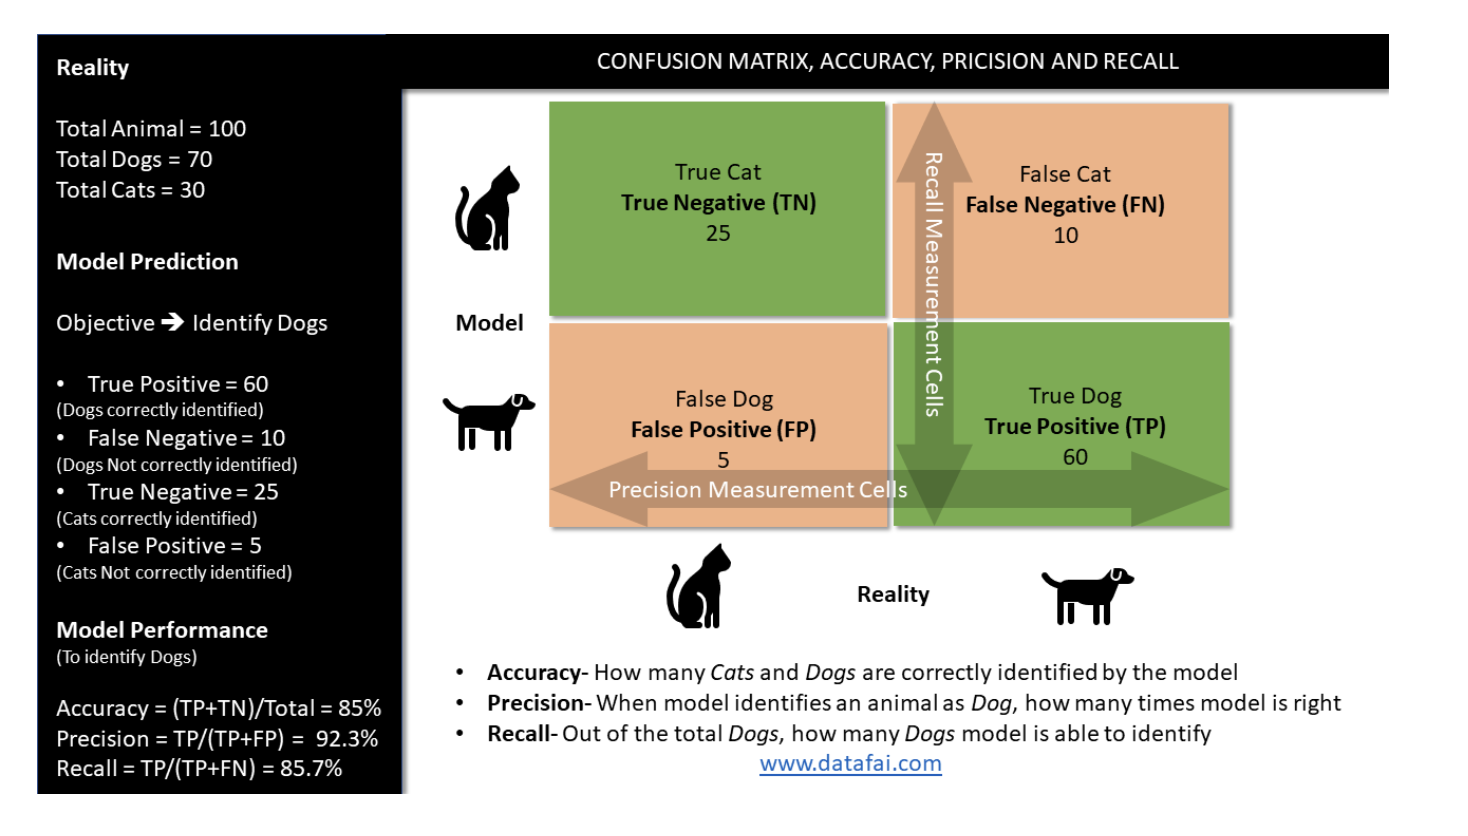 CONFUSION MATRIX, ACCURACY, PRICISION AND RECALL
Reality
Total Animal = 100
Total Dogs = 70
Total Cats = 30
Model Prediction
Objective 🡺 Identify Dogs
• True Positive = 60
(Dogs correctly identified)
• False Negative = 10
(Dogs Not correctly identified)
• True Negative = 25
(Cats correctly identified)
• False Positive = 5
(Cats Not correctly identified)
Model Performance
(To identify Dogs)
Accuracy = (TP+TN)/Total = 85%
Precision = TP/(TP+FP) = 92.3%
Recall = TP/(TP+FN) = 85.7%
True Cat
True Negative (TN)
25
False Cat
False Negative (FN)
10
Recall Measurement Cells
Model
False Dog
False Positive (FP)
5
True Dog
True Positive (TP)
60
Precision Measurement Cells
Reality
• Accuracy- How many Cats and Dogs are correctly identified by the model
• Precision- When model identifies an animal as Dog, how many times model is right
• Recall- Out of the total Dogs, how many Dogs model is able to identify
www.datafai.com